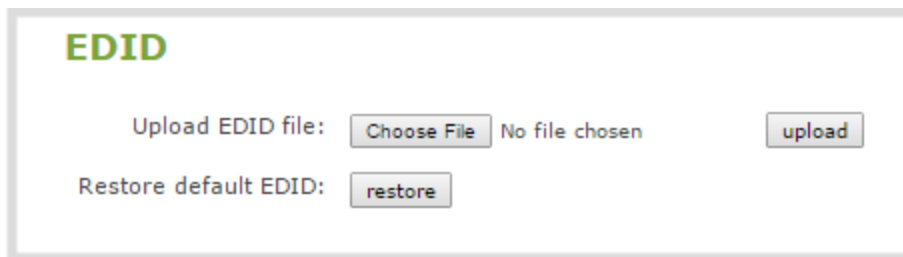 EDID
Upload EDID file: Choose File No file chosen upload
Restore default EDID: restore